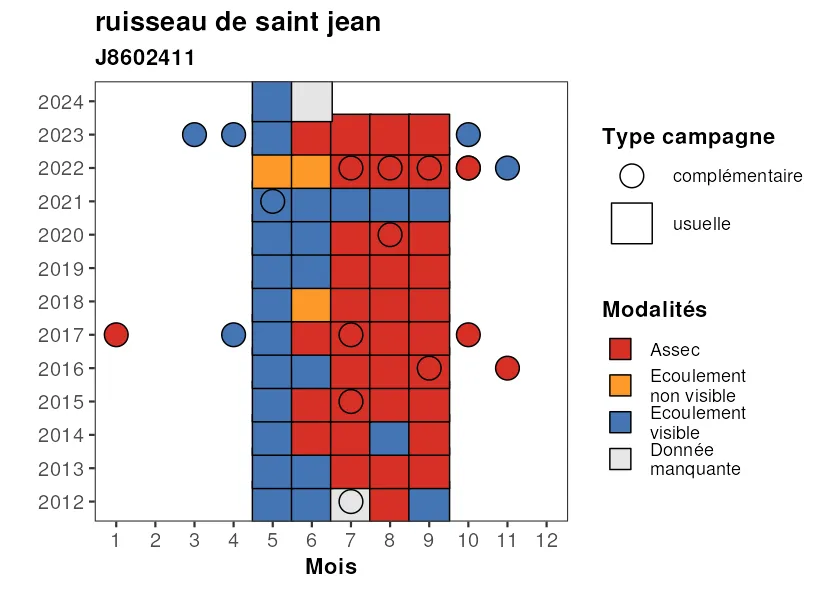 ruisseau de saint jean
J8602411
2024
2023
2022
2021
2020
2019
2018
2017
2016
2015
2014
2013
2012
1 2 3 4 5 6 7 8 9 10 11 12
Mois
Type campagne
complémentaire
usuelle
Modalités
Assec
Ecoulement
non visible
Ecoulement
visible
Donnée
manquante